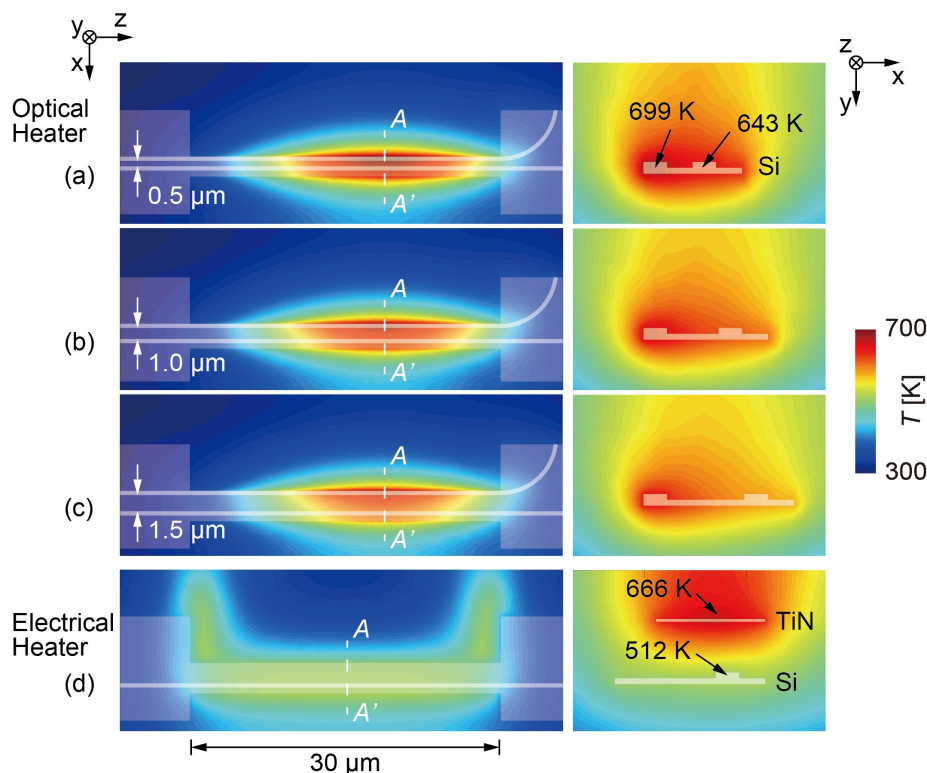 y z
x
z
x
y
Optical
Heater
(a)
0.5 μm
A
A'
699 K
643 K
Si
(b)
1.0 μm
A
A'
(c)
1.5 μm
A
A'
700
T [K]
300
Electrical
Heater
(d)
A
A'
666 K
TiN
512 K
Si
30 μm